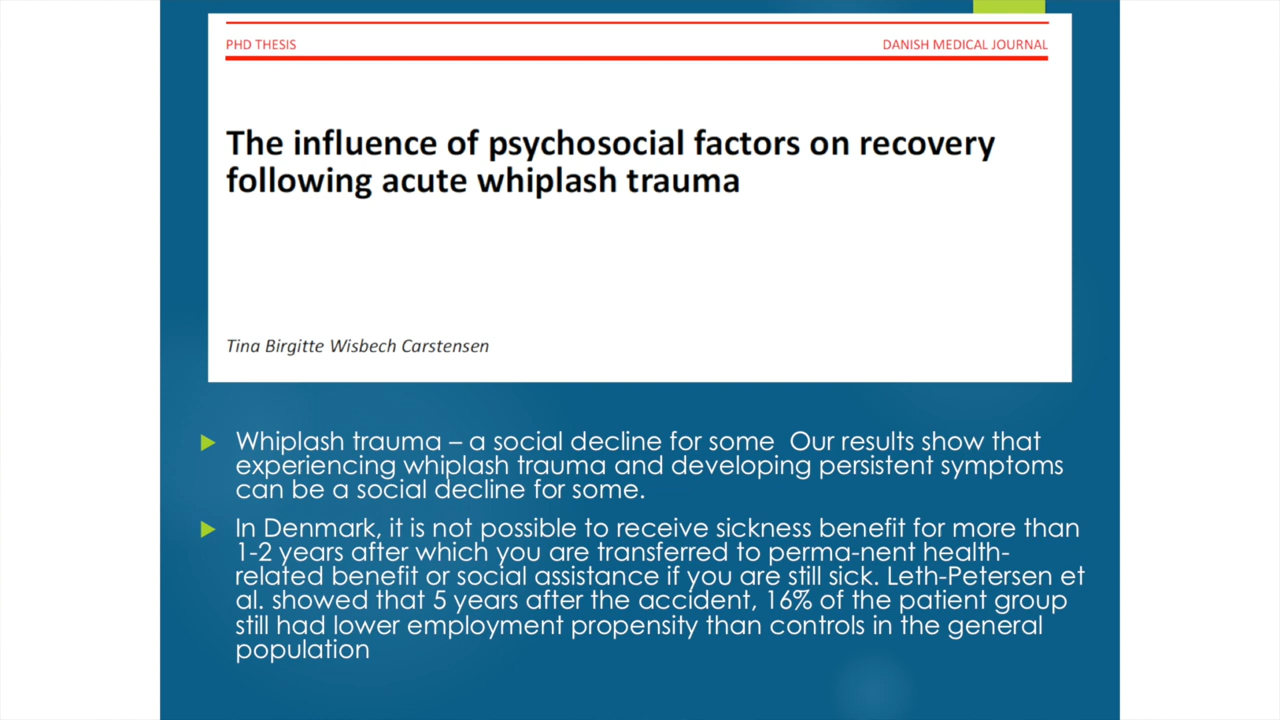 PHD THESIS
DANISH MEDICAL JOURNAL
The influence of psychosocial factors on recovery
following acute whiplash trauma
Tina Birgitte Wisbech Carstensen
Whiplash trauma – a social decline for some  Our results show that
experiencing whiplash trauma and developing persistent symptoms
can be a social decline for some.
In Denmark, it is not possible to receive sickness benefit for more than
1-2 years after which you are transferred to perma-nent health-
related benefit or social assistance if you are still sick. Leth-Petersen et
al. showed that 5 years after the accident, 16% of the patient group
still had lower employment propensity than controls in the general
population